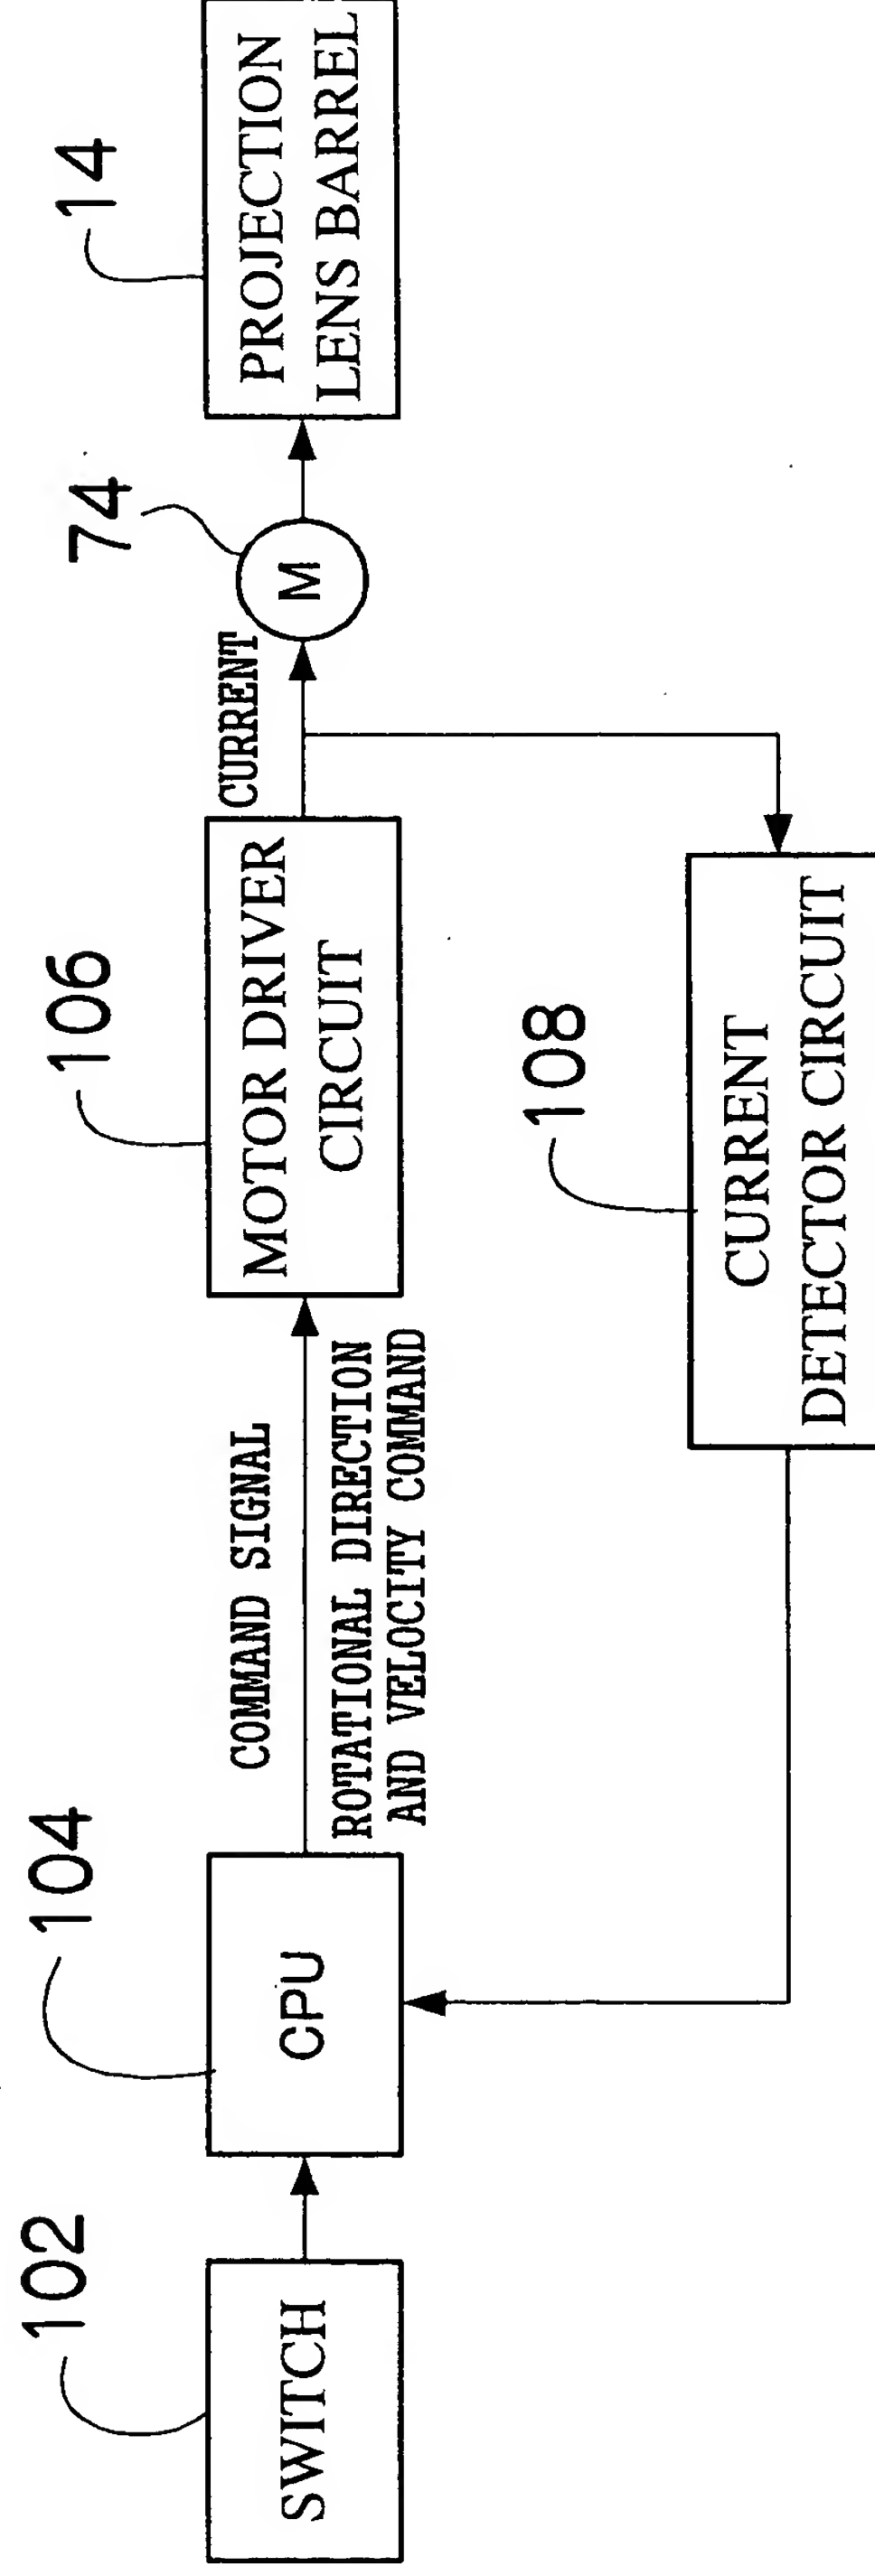 102
SWITCH
104
CPU
COMMAND SIGNAL
ROTATIONAL DIRECTION
AND VELOCITY COMMAND
106
MOTOR DRIVER
CIRCUIT
CURRENT
74
M
14
PROJECTION
LENS BARREL
108
CURRENT
DETECTOR CIRCUIT